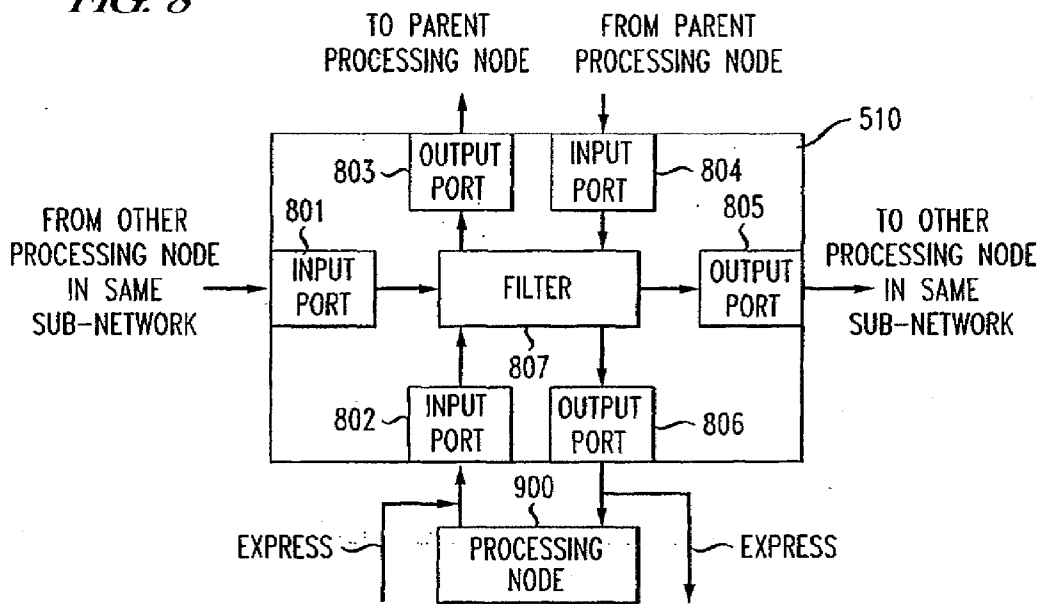 FIG. 8
TO PARENT
PROCESSING NODE
FROM PARENT
PROCESSING NODE
510
803
OUTPUT
PORT
INPUT
PORT
804
FROM OTHER
PROCESSING NODE
IN SAME
SUB-NETWORK
801
INPUT
PORT
FILTER
807
805
OUTPUT
PORT
TO OTHER
PROCESSING NODE
IN SAME
SUB-NETWORK
802
INPUT
PORT
OUTPUT
PORT
806
900
EXPRESS
PROCESSING
NODE
EXPRESS